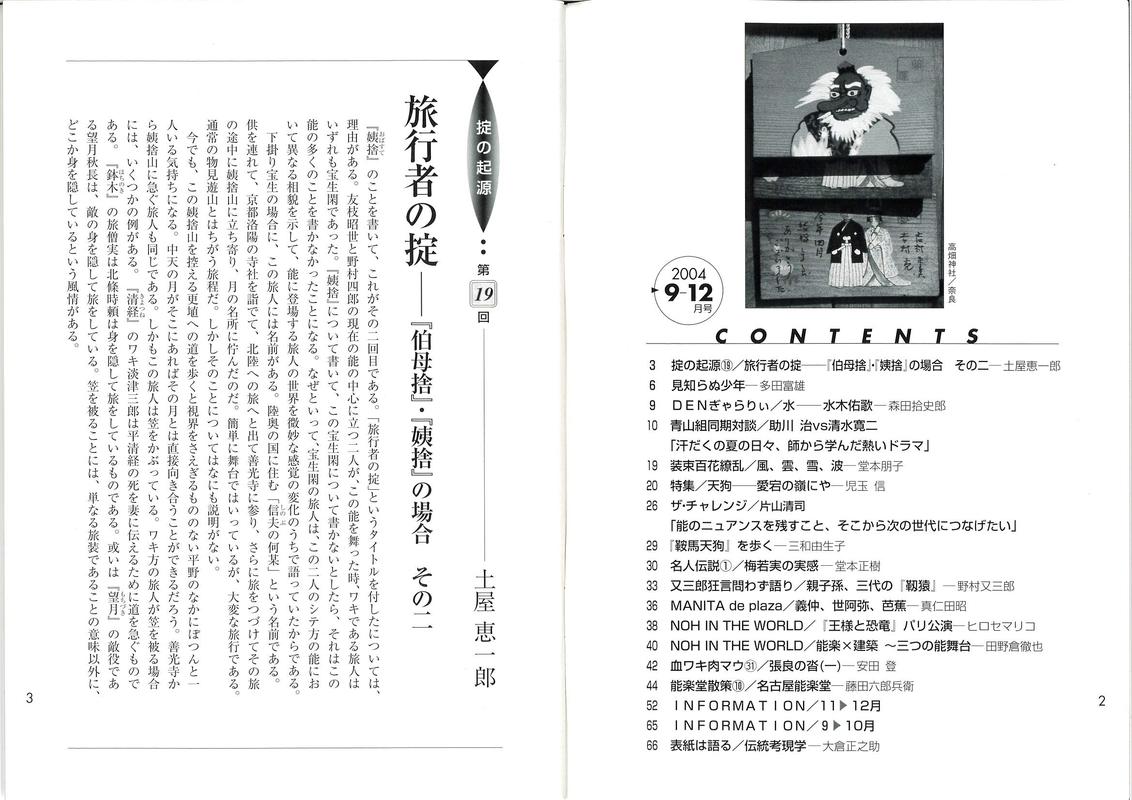 高畑神社／奈良
2004
9-12
月号
CONTENTS
3 掟の起源⑲／旅行者の掟──『伯母捨』・『姨捨』の場合 その二─土屋恵一郎
6 見知らぬ少年─多田富雄
9 ＤＥＮぎゃらりぃ／水──水木佑歌─森田拾史郎
10 青山組同期対談／助川 治vs清水寛二
「汗だくの夏の日々、師から学んだ熱いドラマ」
19 装束百花繚乱／風、雲、雪、波─堂本朋子
20 特集／天狗──愛宕の嶺にや─児玉 信
26 ザ・チャレンジ／片山清司
「能のニュアンスを残すこと、そこから次の世代につなげたい」
29 『鞍馬天狗』を歩く─三和由生子
30 名人伝説①／梅若実の実感─堂本正樹
33 又三郎狂言問わず語り／親子孫、三代の『靱猿』─野村又三郎
36 MANITA de plaza／義仲、世阿弥、芭蕉─真仁田昭
38 NOH IN THE WORLD／『王様と恐竜』バリ公演─ヒロセマリコ
40 NOH IN THE WORLD／能楽×建築 〜三つの能舞台─田野倉徹也
42 血ワキ肉マウ㉛／張良の沓(一)─安田 登
44 能楽堂散策⑩／名古屋能楽堂─藤田六郎兵衛
52 ＩＮＦＯＲＭＡＴＩＯＮ／11▶12月
65 ＩＮＦＯＲＭＡＴＩＯＮ／9▶10月
66 表紙は語る／伝統考現学─大倉正之助
2
掟の起源
第19回
土屋恵一郎
旅行者の掟──『伯母捨』・『姨捨』の場合 その二
『姨捨』のことを書いて、これがその二回目である。「旅行者の掟」というタイトルを付したについては、
理由がある。友枝昭世と野村四郎の現在の能の中心に立つ二人が、この能を舞った時、ワキである旅人は
いずれも宝生閑であった。『姨捨』について書いて、この宝生閑について書かないとしたら、それはこの
能の多くのことを書かなかったことになる。なぜといって、宝生閑の旅人は、この二人のシテ方の能にお
いて異なる相貌を示して、能に登場する旅人の世界を微妙な感覚の変化のうちで語っていたからである。
下掛り宝生の場合に、この旅人には名前がある。陸奥の国に住む「信夫の何某」という名前である。
供を連れて、京都洛陽の寺社を詣でて、北陸への旅へと出て善光寺に参り、さらに旅をつづけてその旅
の途中に姨捨山に立ち寄り、月の名所に佇んだのだ。簡単に舞台ではいっているが、大変な旅行である。
通常の物見遊山とはちがう旅程だ。しかしそのことについてはなにも説明がない。
今でも、この姨捨山を控える更埴への道を歩くと視界をさえぎるもののない平野のなかにぽつんと一
人いる気持ちになる。中天の月がそこにあればその月とは直接向き合うことができるだろう。善光寺か
ら姨捨山に急ぐ旅人も同じである。しかもこの旅人は笠をかぶっている。ワキ方の旅人が笠を被る場合
には、いくつかの例がある。『清経』のワキ淡津三郎は平清経の死を妻に伝えるために道を急ぐもので
ある。『鉢木』の旅僧実は北條時頼は身を隠して旅をしているものである。或いは『望月』の敵役であ
る望月秋長は、敵の身を隠して旅をしている。笠を被ることには、単なる旅装であることの意味以外に、
どこか身を隠しているという風情がある。
3